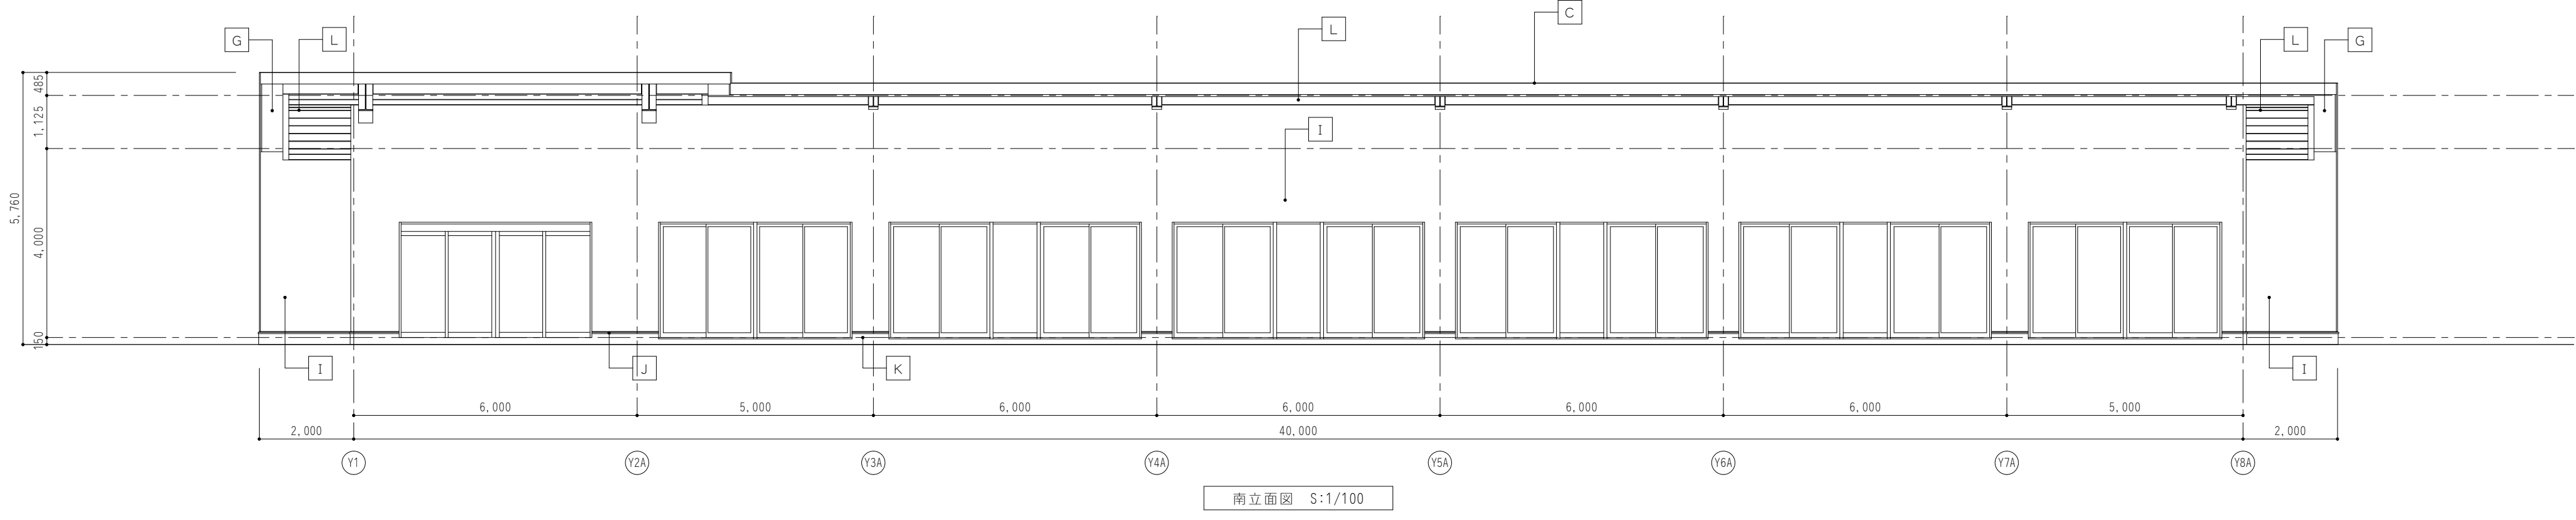 C
G
L
L
L
G
485
1,125
I
5,760
4,000
150
I
J
K
I
6,000
5,000
6,000
6,000
6,000
6,000
5,000
2,000
40,000
2,000
Y1
Y2A
Y3A
Y4A
Y5A
Y6A
Y7A
Y8A
南立面図 S:1/100